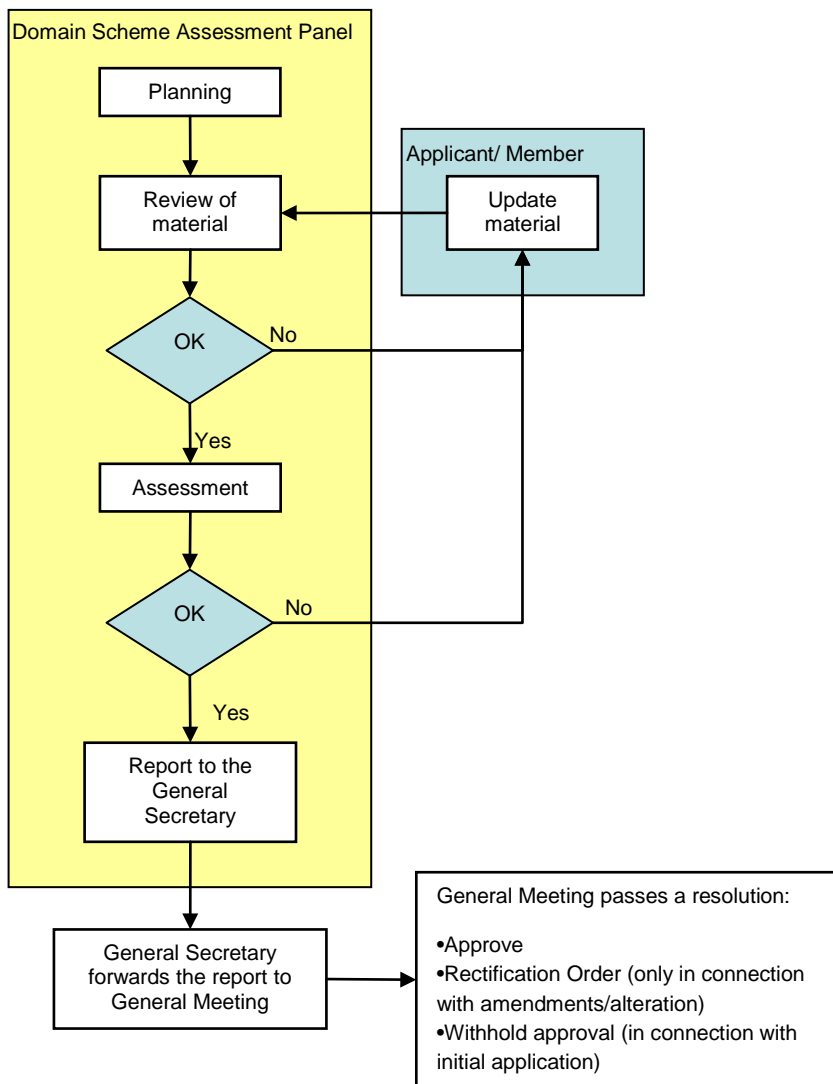 Domain Scheme Assessment Panel
Planning
Applicant/ Member
Review of
material
Update
material
OK
No
Yes
Assessment
OK
No
Yes
Report to the
General
Secretary
General Secretary
forwards the report to
General Meeting
General Meeting passes a resolution:
•Approve
•Rectification Order (only in connection
with amendments/alteration)
•Withhold approval (in connection with
initial application)